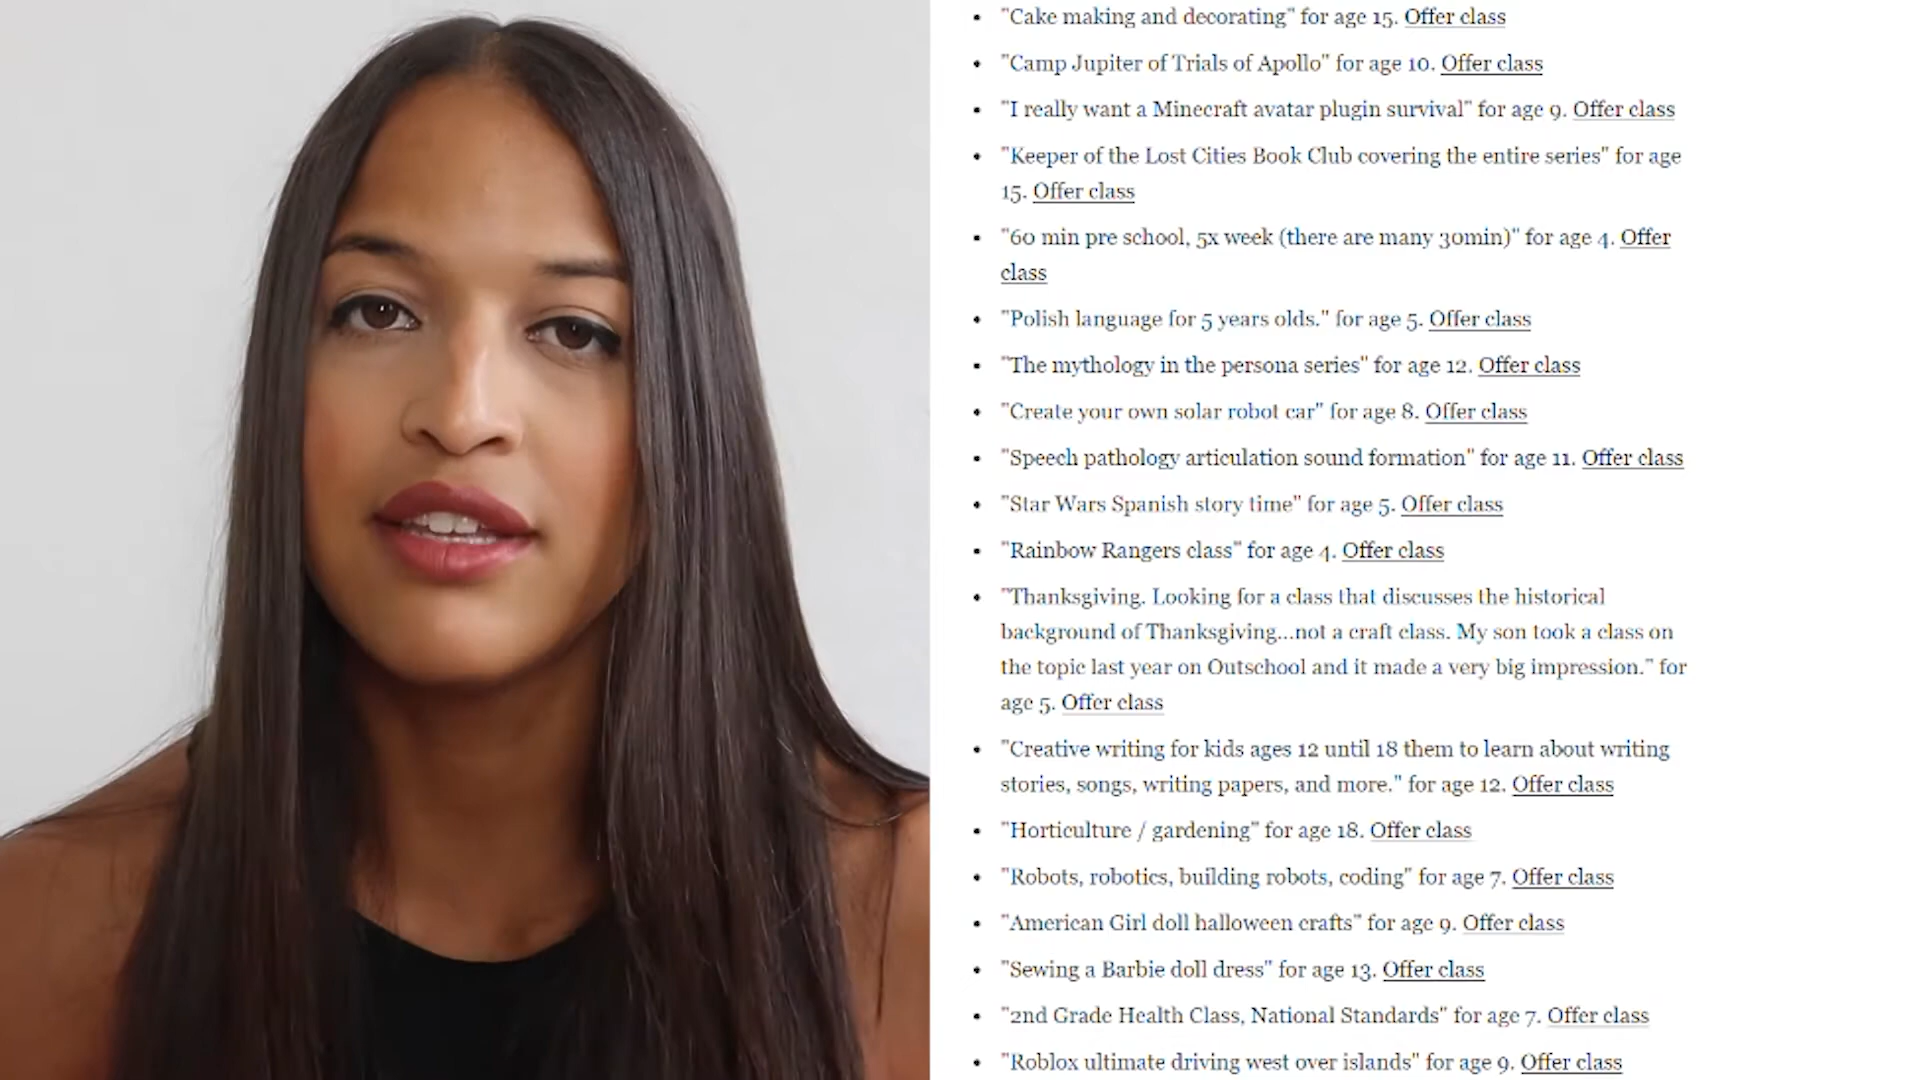 "Cake making and decorating" for age 15. Offer class
"Camp Jupiter of Trials of Apollo" for age 10. Offer class
"I really want a Minecraft avatar plugin survival" for age 9. Offer class
"Keeper of the Lost Cities Book Club covering the entire series" for age
15. Offer class
"60 min pre school, 5x week (there are many 30min)" for age 4. Offer
class
"Polish language for 5 years olds." for age 5. Offer class
"The mythology in the persona series" for age 12. Offer class
"Create your own solar robot car" for age 8. Offer class
"Speech pathology articulation sound formation" for age 11. Offer class
"Star Wars Spanish story time" for age 5. Offer class
"Rainbow Rangers class" for age 4. Offer class
"Thanksgiving. Looking for a class that discusses the historical
background of Thanksgiving...not a craft class. My son took a class on
the topic last year on Outschool and it made a very big impression." for
age 5. Offer class
"Creative writing for kids ages 12 until 18 them to learn about writing
stories, songs, writing papers, and more." for age 12. Offer class
"Horticulture / gardening" for age 18. Offer class
"Robots, robotics, building robots, coding" for age 7. Offer class
"American Girl doll halloween crafts" for age 9. Offer class
"Sewing a Barbie doll dress" for age 13. Offer class
"2nd Grade Health Class, National Standards" for age 7. Offer class
"Roblox ultimate driving west over islands" for age 9. Offer class